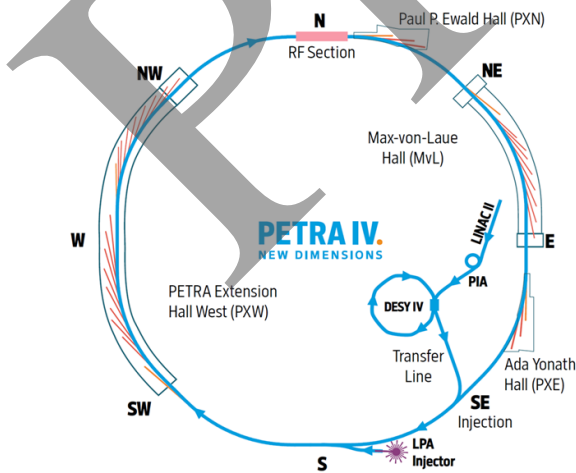 N
Paul P. Ewald Hall (PXN)
RF Section
NW
NE
Max-von-Laue
Hall (MvL)
LINAC II
W
PETRA IV.
NEW DIMENSIONS
E
PIA
PETRA Extension
Hall West (PXW)
DESY IV
Transfer
Line
Ada Yonath
Hall (PXE)
SW
SE
Injection
LPA
Injector
S